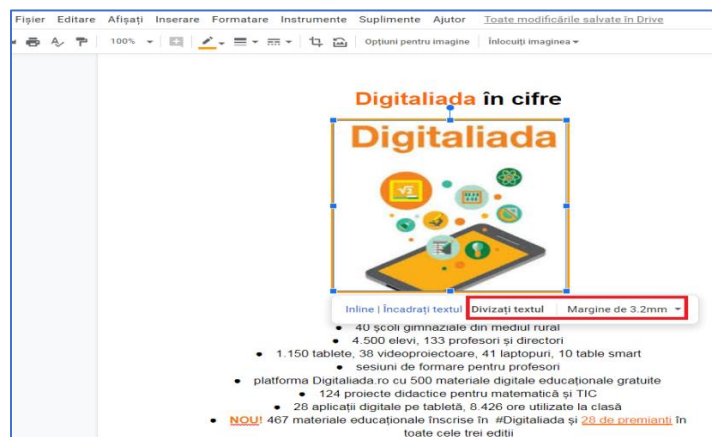 Fișier Editare Afișați Inserare Formatare Instrumente Suplimente Ajutor Toate modificările salvate în Drive
100% Opțiuni pentru imagine Înlocuiți imaginea
Digitaliada în cifre
Digitaliada
Inline | Încadrați textul Divizați textul Margine de 3.2mm
40 școli gimnaziale din mediul rural
4.500 elevi, 133 profesori și directori
1.150 tablete, 38 videoproiectoare, 41 laptopuri, 10 table smart
sesiuni de formare pentru profesori
platforma Digitaliada.ro cu 500 materiale digitale educaționale gratuite
124 proiecte didactice pentru matematică și TIC
28 aplicații digitale pe tabletă, 8.426 ore utilizate la clasă
NOU! 467 materiale educaționale înscrise în #Digitaliada și 28 de premianți în
toate cele trei ediții